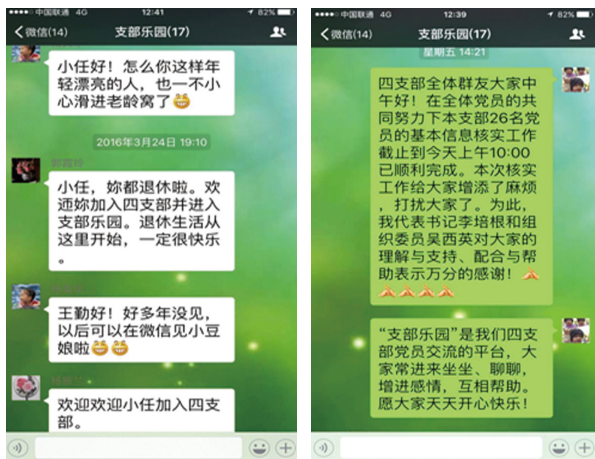 中国联通 4G
12:41
82%
微信(14)
支部乐园(17)
小任好！怎么你这样年
轻漂亮的人，也一不小
心滑进老龄窝了
2016年3月24日 19:10
小任，妳都退休啦。欢
迊妳加入四支部并进入
支部乐园。退休生活从
这里开始，一定很快乐
。
王勤好！好多年没见，
以后可以在微信见小豆
娘啦
欢迎欢迎小任加入四支
部。
中国联通 4G
12:39
82%
微信(14)
支部乐园(17)
星期五 14:21
四支部全体群友大家中
午好！在全体党员的共
同努力下本支部26名党
员的基本信息核实工作
截止到今天上午10:00
已顺利完成。本次核实
工作给大家增添了麻烦
，打扰大家了。为此，
我代表书记李培根和组
织委员吴西英对大家的
理解与支持、配合与帮
助表示万分的感谢！
“支部乐园”是我们四支
部党员交流的平台，大
家常进来坐坐、聊聊，
增进感情，互相帮助。
愿大家天天开心快乐！